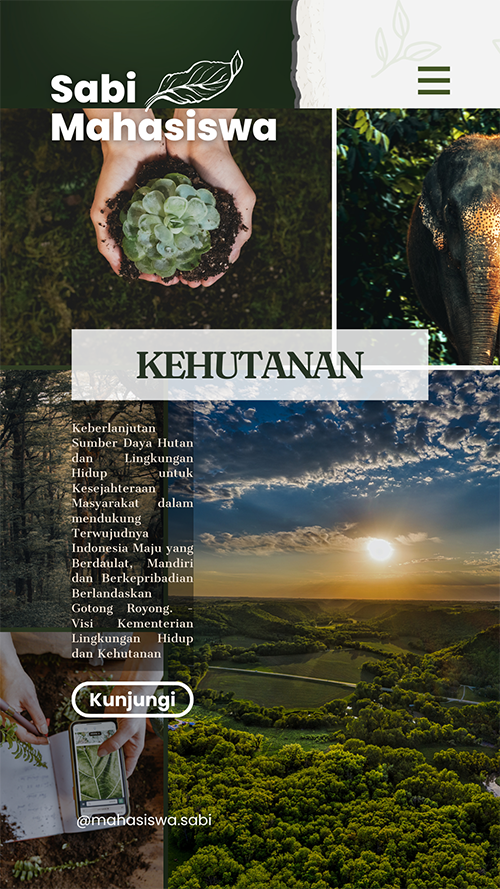 Sabi
Mahasiswa
KEHUTANAN
Keberlanjutan
Sumber Daya Hutan
dan Lingkungan
Hidup untuk
Kesejahteraan
Masyarakat dalam
mendukung
Terwujudnya
Indonesia Maju yang
Berdaulat, Mandiri
dan Berkepribadian
Berlandaskan
Gotong Royong. -
Visi Kementerian
Lingkungan Hidup
dan Kehutanan
Kunjungi
@mahasiswa.sabi